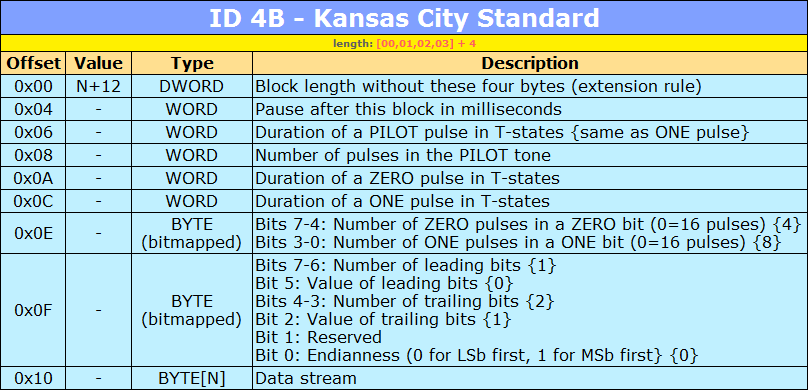 ID 4B - Kansas City Standard
length: [00,01,02,03] + 4
Offset Value Type Description
0x00 N+12 DWORD Block length without these four bytes (extension rule)
0x04 - WORD Pause after this block in milliseconds
0x06 - WORD Duration of a PILOT pulse in T-states {same as ONE pulse}
0x08 - WORD Number of pulses in the PILOT tone
0x0A - WORD Duration of a ZERO pulse in T-states
0x0C - WORD Duration of a ONE pulse in T-states
0x0E - BYTE (bitmapped) Bits 7-4: Number of ZERO pulses in a ZERO bit (0=16 pulses) {4}
Bits 3-0: Number of ONE pulses in a ONE bit (0=16 pulses) {8}
0x0F - BYTE (bitmapped) Bits 7-6: Number of leading bits {1}
Bit 5: Value of leading bits {0}
Bits 4-3: Number of trailing bits {2}
Bit 2: Value of trailing bits {1}
Bit 1: Reserved
Bit 0: Endianness (0 for LSb first, 1 for MSb first} {0}
0x10 - BYTE[N] Data stream